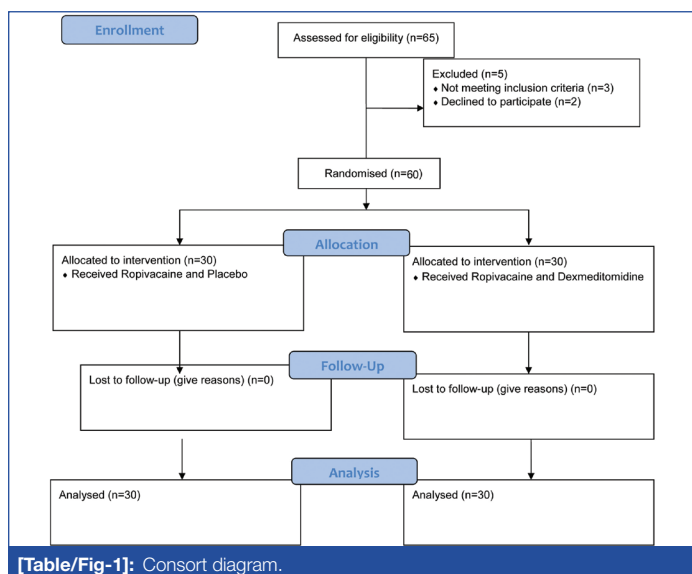 Enrollment
Assessed for eligibility (n=65)
Excluded (n=5)
♦ Not meeting inclusion criteria (n=3)
♦ Declined to participate (n=2)
Randomised (n=60)
Allocation
Allocated to intervention (n=30)
♦ Received Ropivacaine and Placebo
Allocated to intervention (n=30)
♦ Received Ropivacaine and Dexmeditomidine
Follow-Up
Lost to follow-up (give reasons) (n=0)
Lost to follow-up (give reasons) (n=0)
Analysis
Analysed (n=30)
Analysed (n=30)
[Table/Fig-1]: Consort diagram.